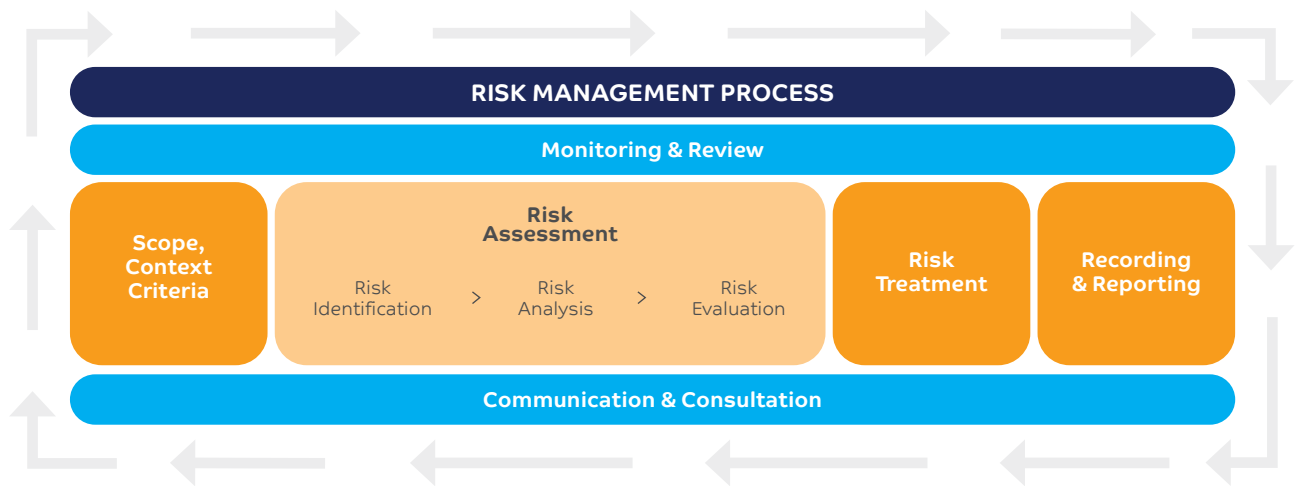 RISK MANAGEMENT PROCESS
Monitoring & Review
Scope,
Context
Criteria
Risk
Assessment
Risk
Identification
>
Risk
Analysis
>
Risk
Evaluation
Risk
Treatment
Recording
& Reporting
Communication & Consultation